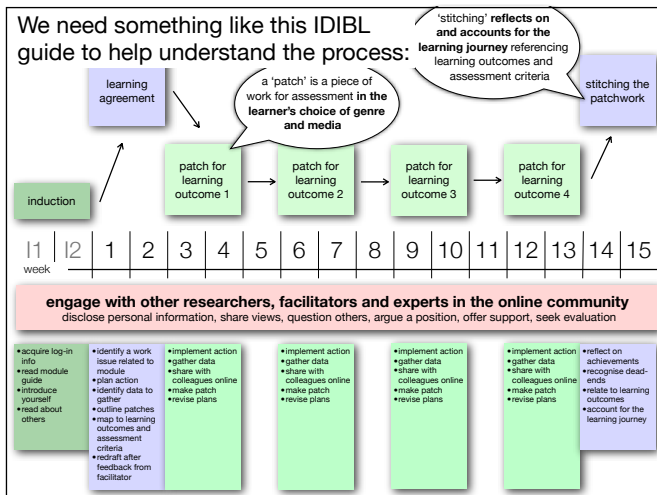 We need something like this IDIBL
guide to help understand the process:
‘stitching’ reflects on
and accounts for the
learning journey referencing
learning outcomes and
assessment criteria
learning
agreement
a ‘patch’ is a piece of
work for assessment in the
learner’s choice of genre
and media
stitching the
patchwork
induction
patch for
learning
outcome 1
patch for
learning
outcome 2
patch for
learning
outcome 3
patch for
learning
outcome 4
I1 I2 1 2 3 4 5 6 7 8 9 10 11 12 13 14 15
week
engage with other researchers, facilitators and experts in the online community
disclose personal information, share views, question others, argue a position, offer support, seek evaluation
•acquire log-in
info
•read module
guide
•introduce
yourself
•read about
others
•identify a work
issue related to
module
•plan action
•identify data to
gather
•outline patches
•map to learning
outcomes and
assessment
criteria
•redraft after
feedback from
facilitator
•implement action
•gather data
•share with
colleagues online
•make patch
•revise plans
•implement action
•gather data
•share with
colleagues online
•make patch
•revise plans
•implement action
•gather data
•share with
colleagues online
•make patch
•revise plans
•implement action
•gather data
•share with
colleagues online
•make patch
•revise plans
•reflect on
achievements
•recognise dead-
ends
•relate to learning
outcomes
•account for the
learning journey